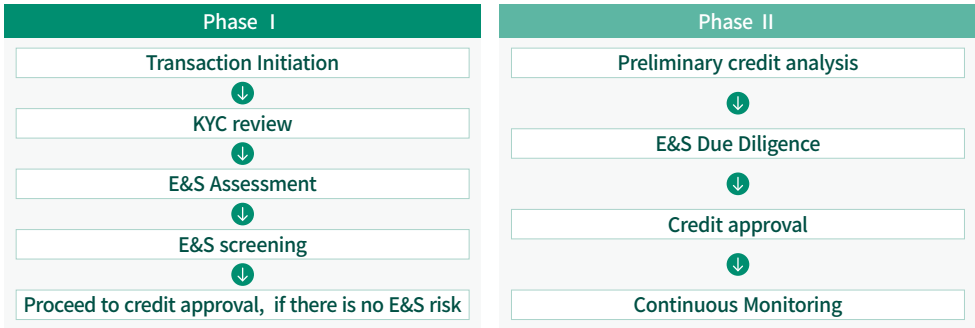 Phase Ⅰ
Transaction Initiation
KYC review
E&S Assessment
E&S screening
Proceed to credit approval, if there is no E&S risk
Phase Ⅱ
Preliminary credit analysis
E&S Due Diligence
Credit approval
Continuous Monitoring